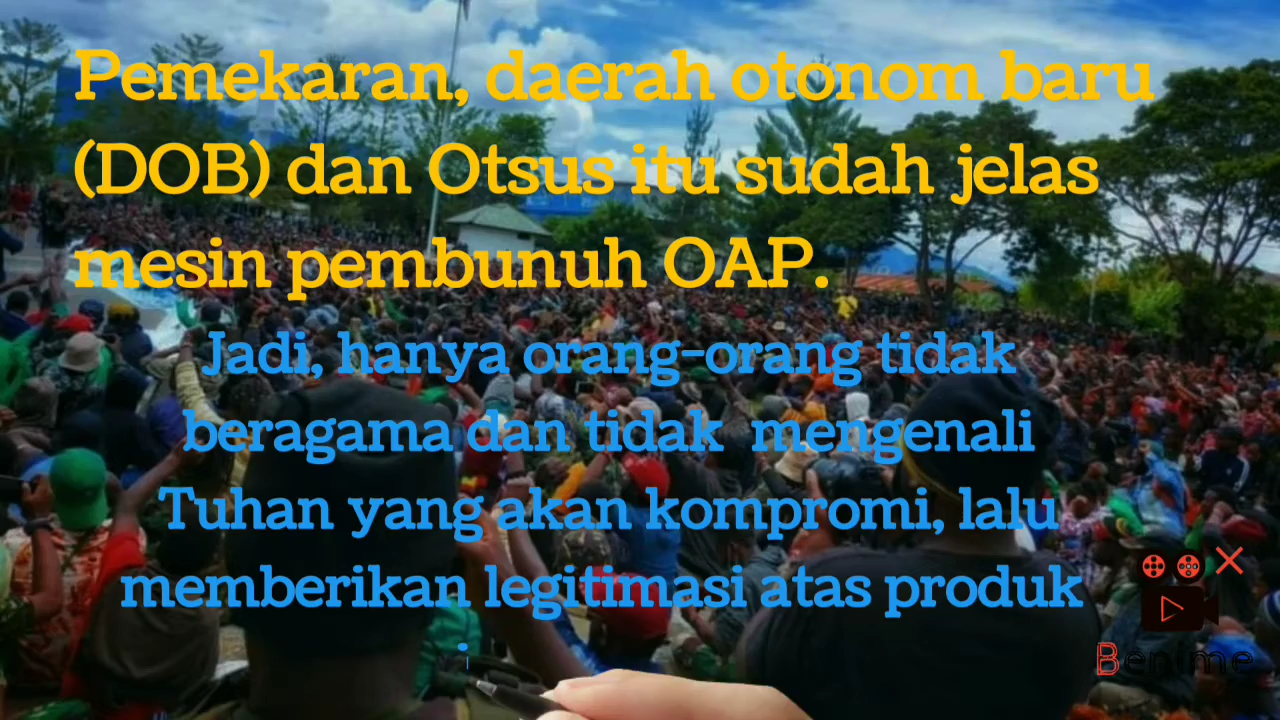 Pemekaran, daerah otonom baru
(DOB) dan Otsus itu sudah jelas
mesin pembunuh OAP.
Jadi, hanya orang-orang tidak
beragama dan tidak mengenali
Tuhan yang akan kompromi, lalu
memberikan legitimasi atas produk
i
Benime